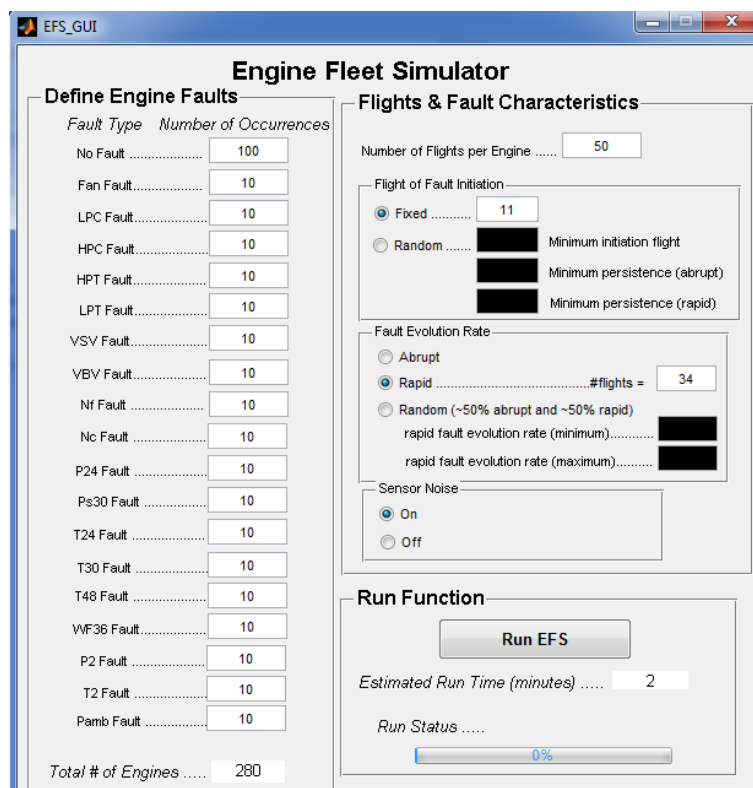 EFS_GUI
Engine Fleet Simulator
Define Engine Faults
Fault Type Number of Occurrences
No Fault .................... 100
Fan Fault.................... 10
LPC Fault.................... 10
HPC Fault.................... 10
HPT Fault.................... 10
LPT Fault.................... 10
VSV Fault.................... 10
VBV Fault.................... 10
Nf Fault .................... 10
Nc Fault .................... 10
P24 Fault .................... 10
Ps30 Fault .................... 10
T24 Fault .................... 10
T30 Fault .................... 10
T48 Fault .................... 10
WF36 Fault.................... 10
P2 Fault .................... 10
T2 Fault .................... 10
Pamb Fault .................... 10
Total # of Engines ..... 280
Flights & Fault Characteristics
Number of Flights per Engine ...... 50
Flight of Fault Initiation
Fixed ........... 11
Random ....... Minimum initiation flight
Minimum persistence (abrupt)
Minimum persistence (rapid)
Fault Evolution Rate
Abrupt
Rapid ..........................................#flights = 34
Random (~50% abrupt and ~50% rapid)
rapid fault evolution rate (minimum)............
rapid fault evolution rate (maximum)..........
Sensor Noise
On
Off
Run Function
Run EFS
Estimated Run Time (minutes) ..... 2
Run Status .....
0%